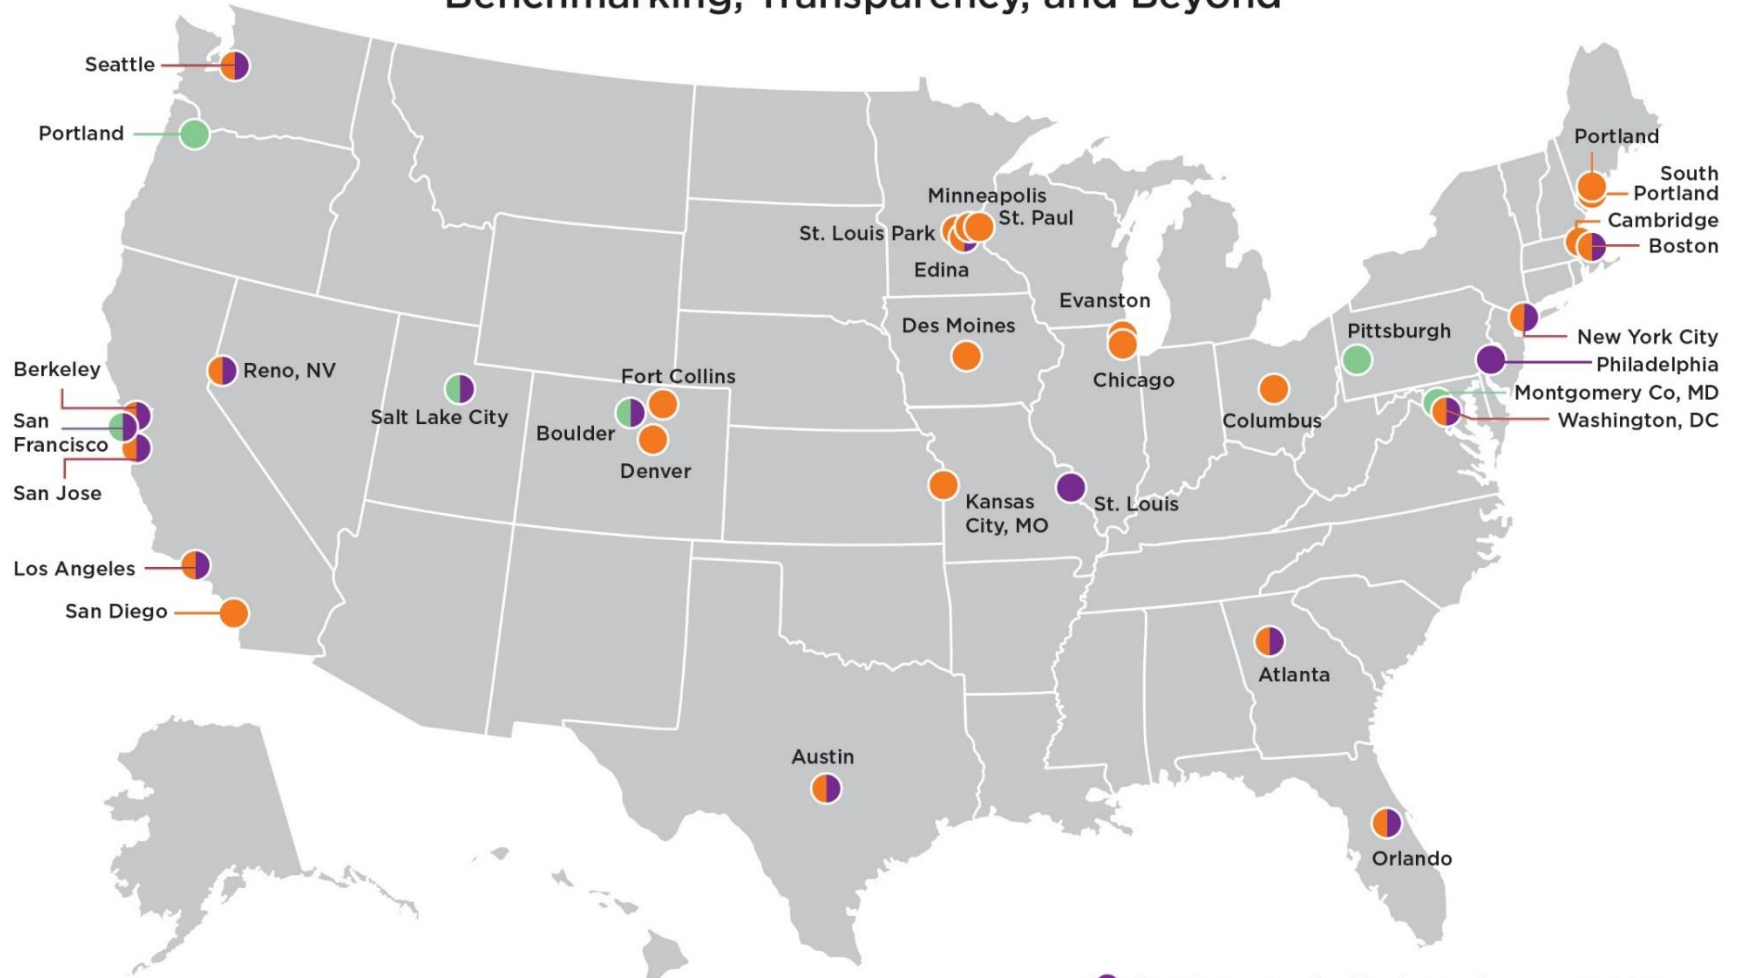 Benchmarking, Transparency, and Beyond
Seattle
Portland
Portland
South
Portland
Cambridge
Boston
Minneapolis
St. Paul
St. Louis Park
Edina
Evanston
Des Moines
Chicago
Pittsburgh
New York City
Philadelphia
Montgomery Co, MD
Washington, DC
Columbus
Berkeley
San
Francisco
San Jose
Reno, NV
Salt Lake City
Fort Collins
Boulder
Denver
Kansas
City, MO
St. Louis
Los Angeles
San Diego
Atlanta
Austin
Orlando